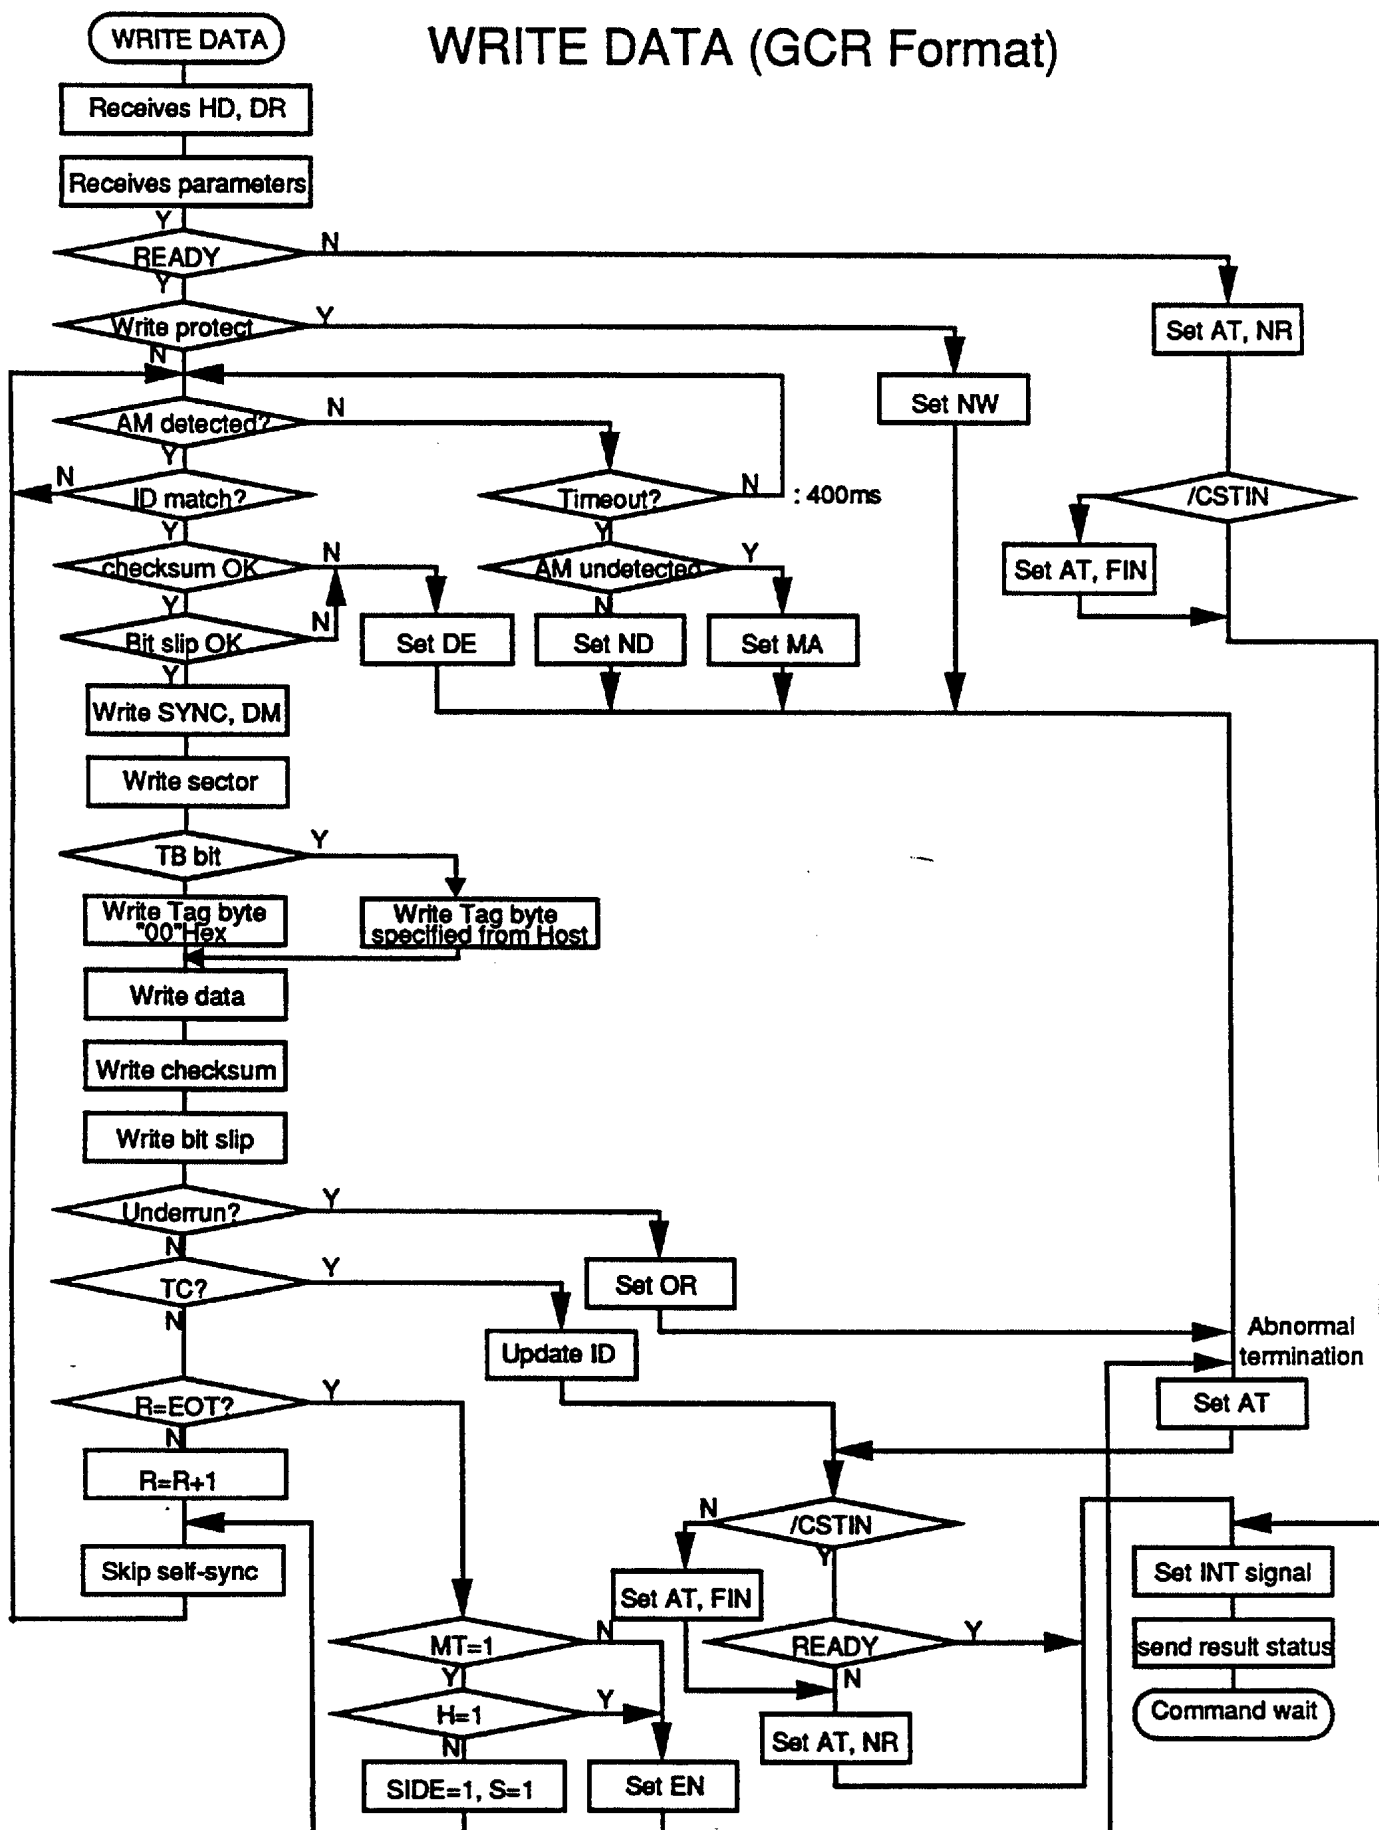 WRITE DATA
WRITE DATA (GCR Format)
Receives HD, DR
Receives parameters
Y
READY
N
Y
Write protect
Y
N
Set AT, NR
Set NW
AM detected?
N
Y
N
ID match?
Timeout?
N
: 400ms
/CSTIN
Y
Y
checksum OK
N
AM undetected
Y
Set AT, FIN
Y
N
N
Bit slip OK
Set DE
Set ND
Set MA
Y
Write SYNC, DM
Write sector
TB bit
Y
Write Tag byte
"00"Hex
Write Tag byte
specified from Host
Write data
Write checksum
Write bit slip
Underrun?
Y
N
TC?
Y
Set OR
N
Update ID
Abnormal
termination
R=EOT?
Y
Set AT
N
R=R+1
N
/CSTIN
Y
Skip self-sync
Set AT, FIN
Set INT signal
MT=1
N
READY
Y
send result status
Y
N
H=1
Y
Command wait
N
Set AT, NR
SIDE=1, S=1
Set EN